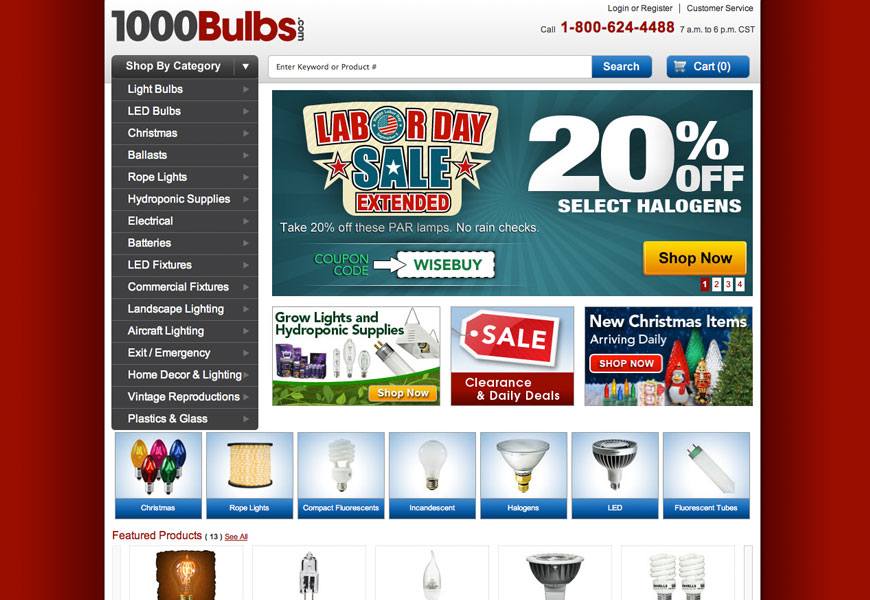 1000Bulbs.com
Login or Register | Customer Service
Call 1-800-624-4488 7 a.m. to 6 p.m. CST
Shop By Category
Enter Keyword or Product #
Search
Cart (0)
Light Bulbs
LED Bulbs
Christmas
Ballasts
Rope Lights
Hydroponic Supplies
Electrical
Batteries
LED Fixtures
Commercial Fixtures
Landscape Lighting
Aircraft Lighting
Exit / Emergency
Home Decor & Lighting
Vintage Reproductions
Plastics & Glass
LABOR DAY
SALE
EXTENDED
20% OFF
SELECT HALOGENS
Take 20% off these PAR lamps. No rain checks.
COUPON
CODE
WISEBUY
Shop Now
1 2 3 4
Grow Lights and
Hydroponic Supplies
Shop Now
SALE
Clearance
& Daily Deals
New Christmas Items
Arriving Daily
SHOP NOW
Christmas
Rope Lights
Compact Fluorescents
Incandescent
Halogens
LED
Fluorescent Tubes
Featured Products ( 13 ) See All